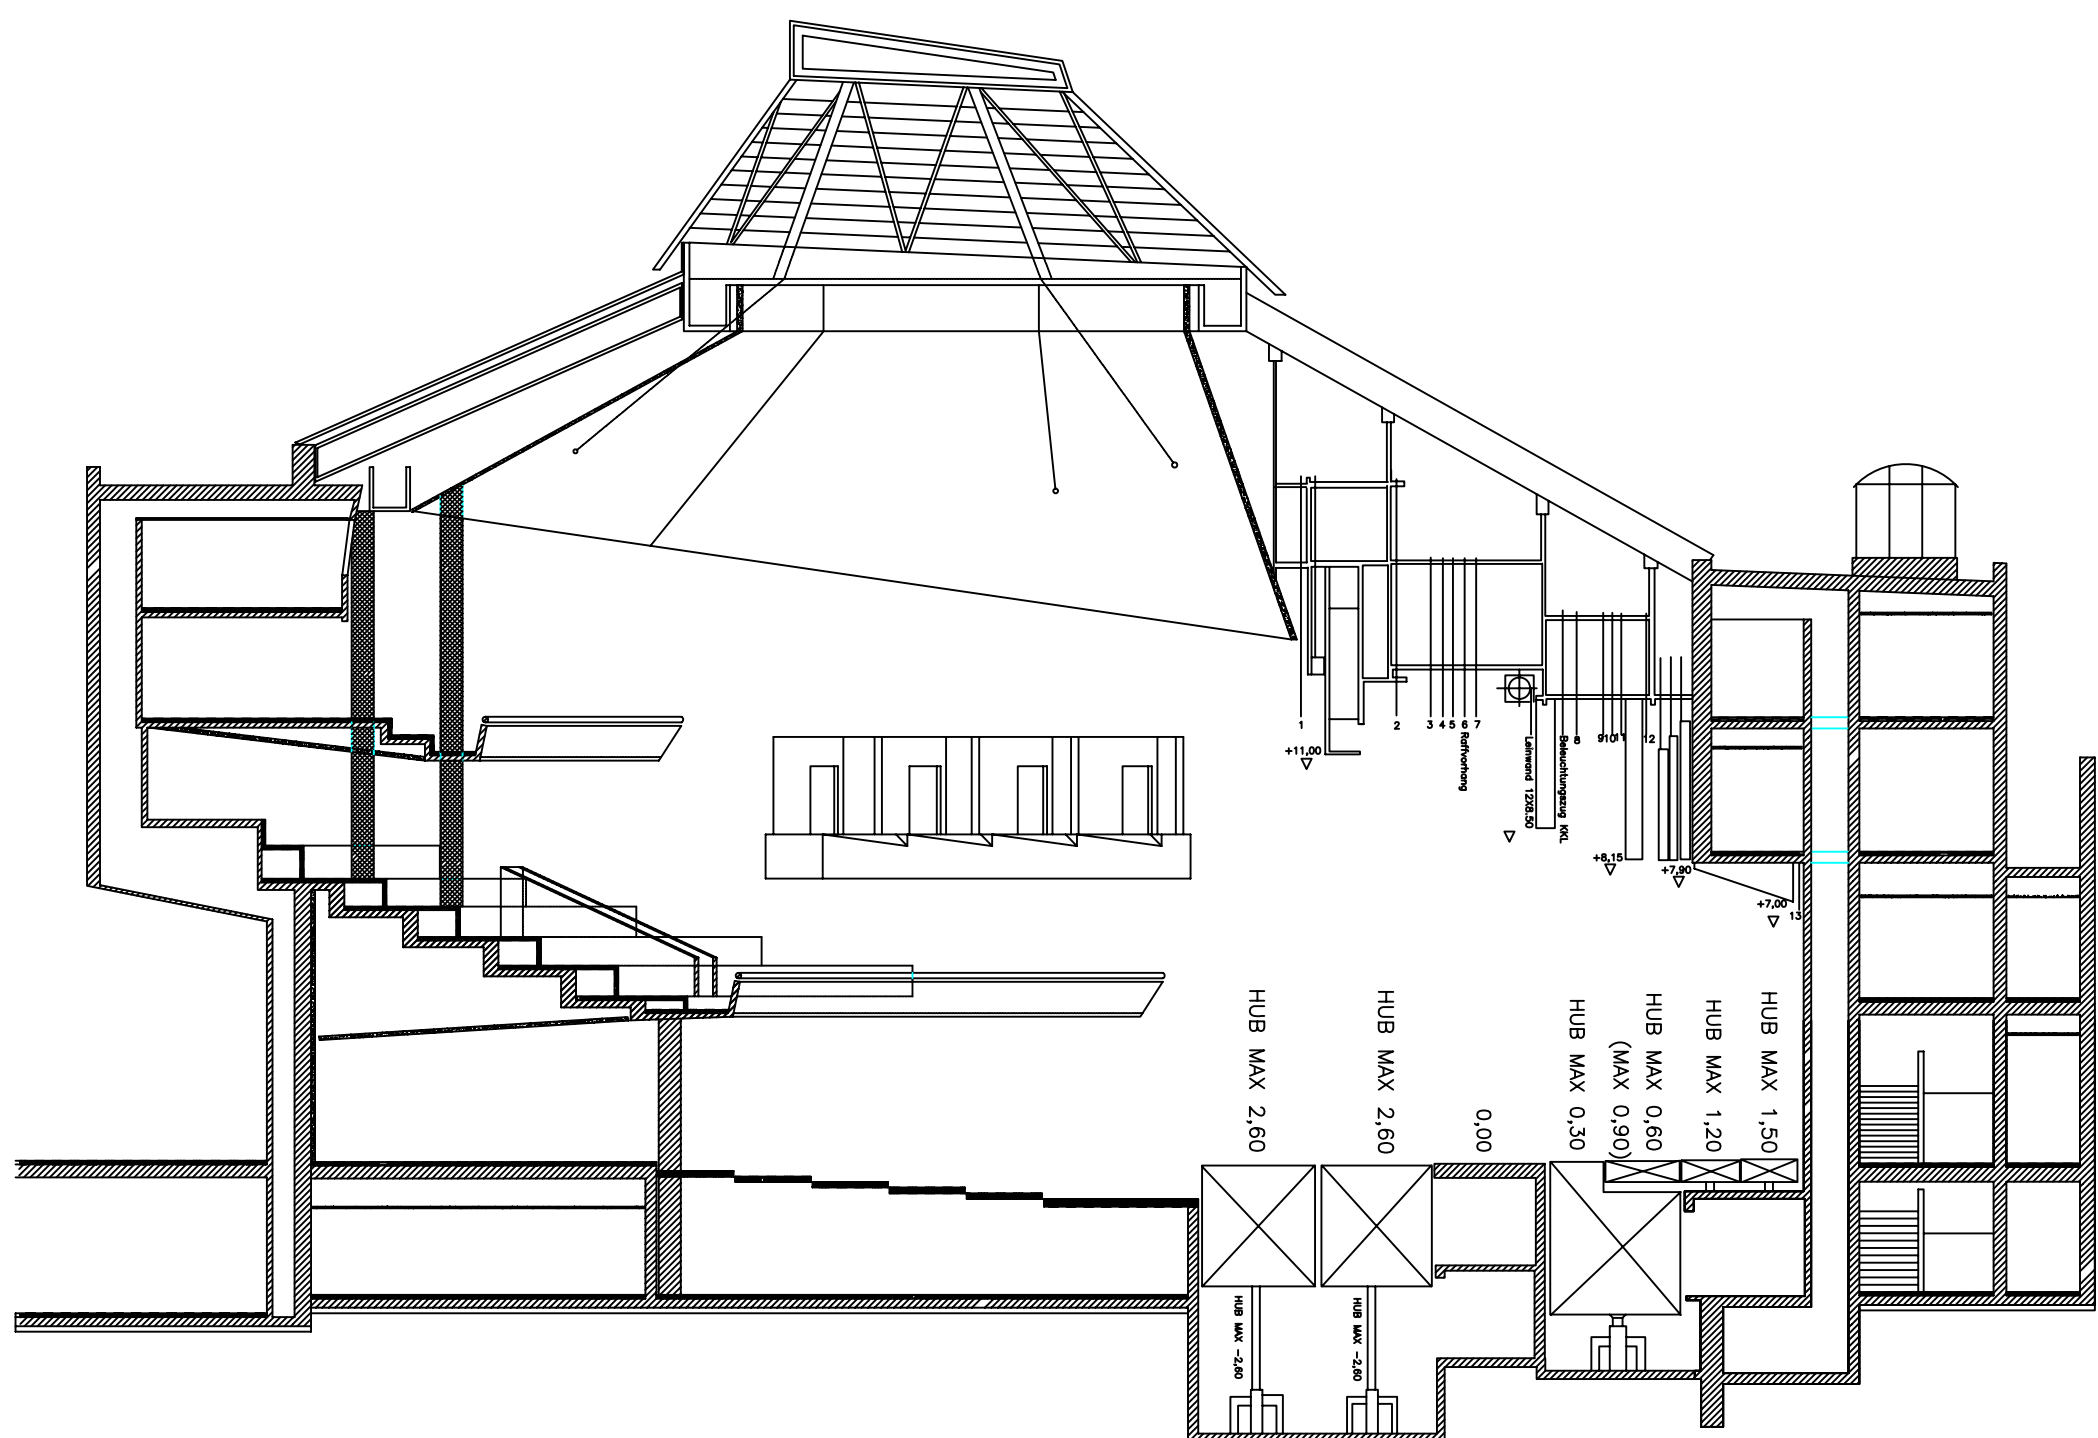 1
2
3
4
5
6 Raffvorhang
7
Leinwand 12X8.50
Beleuchtungszug KKL
8
9
10
11
12
+11,00
+8,15
+7,90
+7,00
13
HUB MAX 2,60
HUB MAX 2,60
0,00
HUB MAX 0,30
HUB MAX 0,60
(MAX 0,90)
HUB MAX 1,20
HUB MAX 1,50
HUB MAX -2,60
HUB MAX -2,60